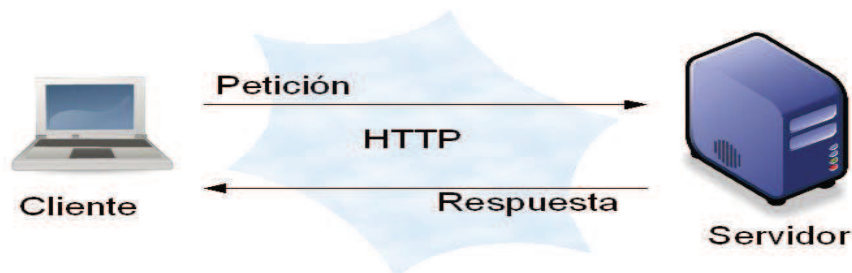 Petición
HTTP
Respuesta
Cliente
Servidor